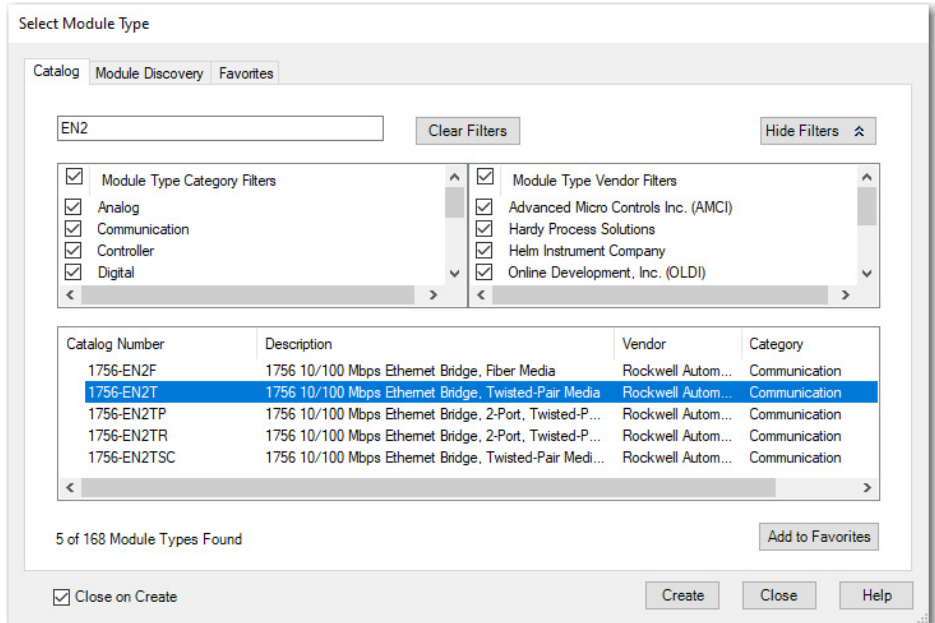 Select Module Type
Catalog Module Discovery Favorites
EN2 Clear Filters Hide Filters
Module Type Category Filters
Analog
Communication
Controller
Digital
Module Type Vendor Filters
Advanced Micro Controls Inc. (AMCI)
Hardy Process Solutions
Helm Instrument Company
Online Development, Inc. (OLDI)
Catalog Number Description Vendor Category
1756-EN2F 1756 10/100 Mbps Ethernet Bridge, Fiber Media Rockwell Autom... Communication
1756-EN2T 1756 10/100 Mbps Ethernet Bridge, Twisted-Pair Media Rockwell Autom... Communication
1756-EN2TP 1756 10/100 Mbps Ethernet Bridge, 2-Port, Twisted-P... Rockwell Autom... Communication
1756-EN2TR 1756 10/100 Mbps Ethernet Bridge, 2-Port, Twisted-P... Rockwell Autom... Communication
1756-EN2TSC 1756 10/100 Mbps Ethernet Bridge, Twisted-Pair Medi... Rockwell Autom... Communication
5 of 168 Module Types Found Add to Favorites
Close on Create Create Close Help